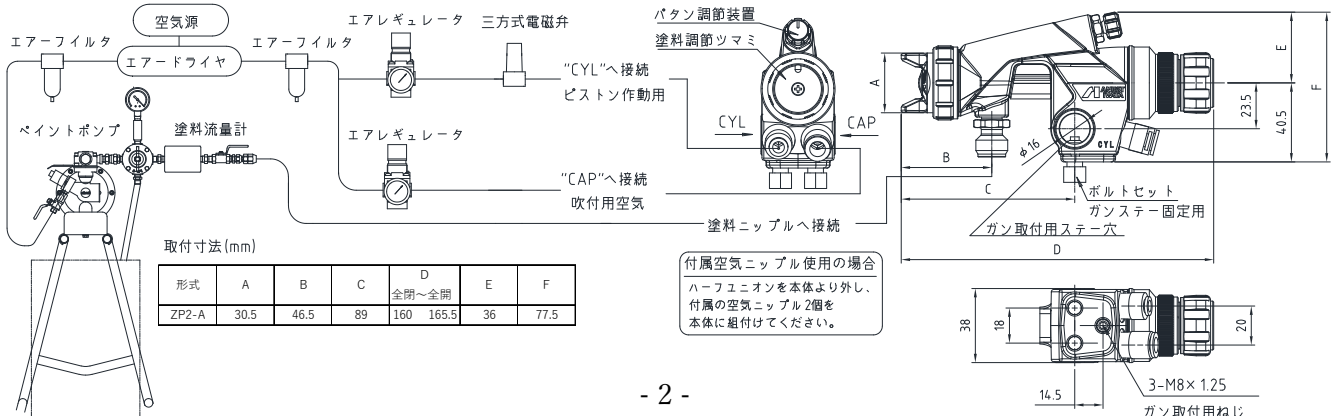 空気源
エアーフィルタ
エアードライヤ
エアーフィルタ
エアレギュレータ
三方式電磁弁
"CYL"へ接続
ピストン作動用
ペイントポンプ
塗料流量計
エアレギュレータ
"CAP"へ接続
吹付用空気
塗料ニップルへ接続
パタン調節装置
塗料調節ツマミ
CYL
CAP
A
B
C
D
E
F
23.5
40.5
φ16
CYL
ボルトセット
ガンステー固定用
ガン取付用ステー穴
取付寸法(mm)
形式 A B C D 全閉～全開 E F
ZP2-A 30.5 46.5 89 160 165.5 36 77.5
付属空気ニップル使用の場合
ハーフユニオンを本体より外し、
付属の空気ニップル2個を
本体に組付けてください。
38
18
20
14.5
3-M8×1.25
ガン取付用ねじ
- 2 -